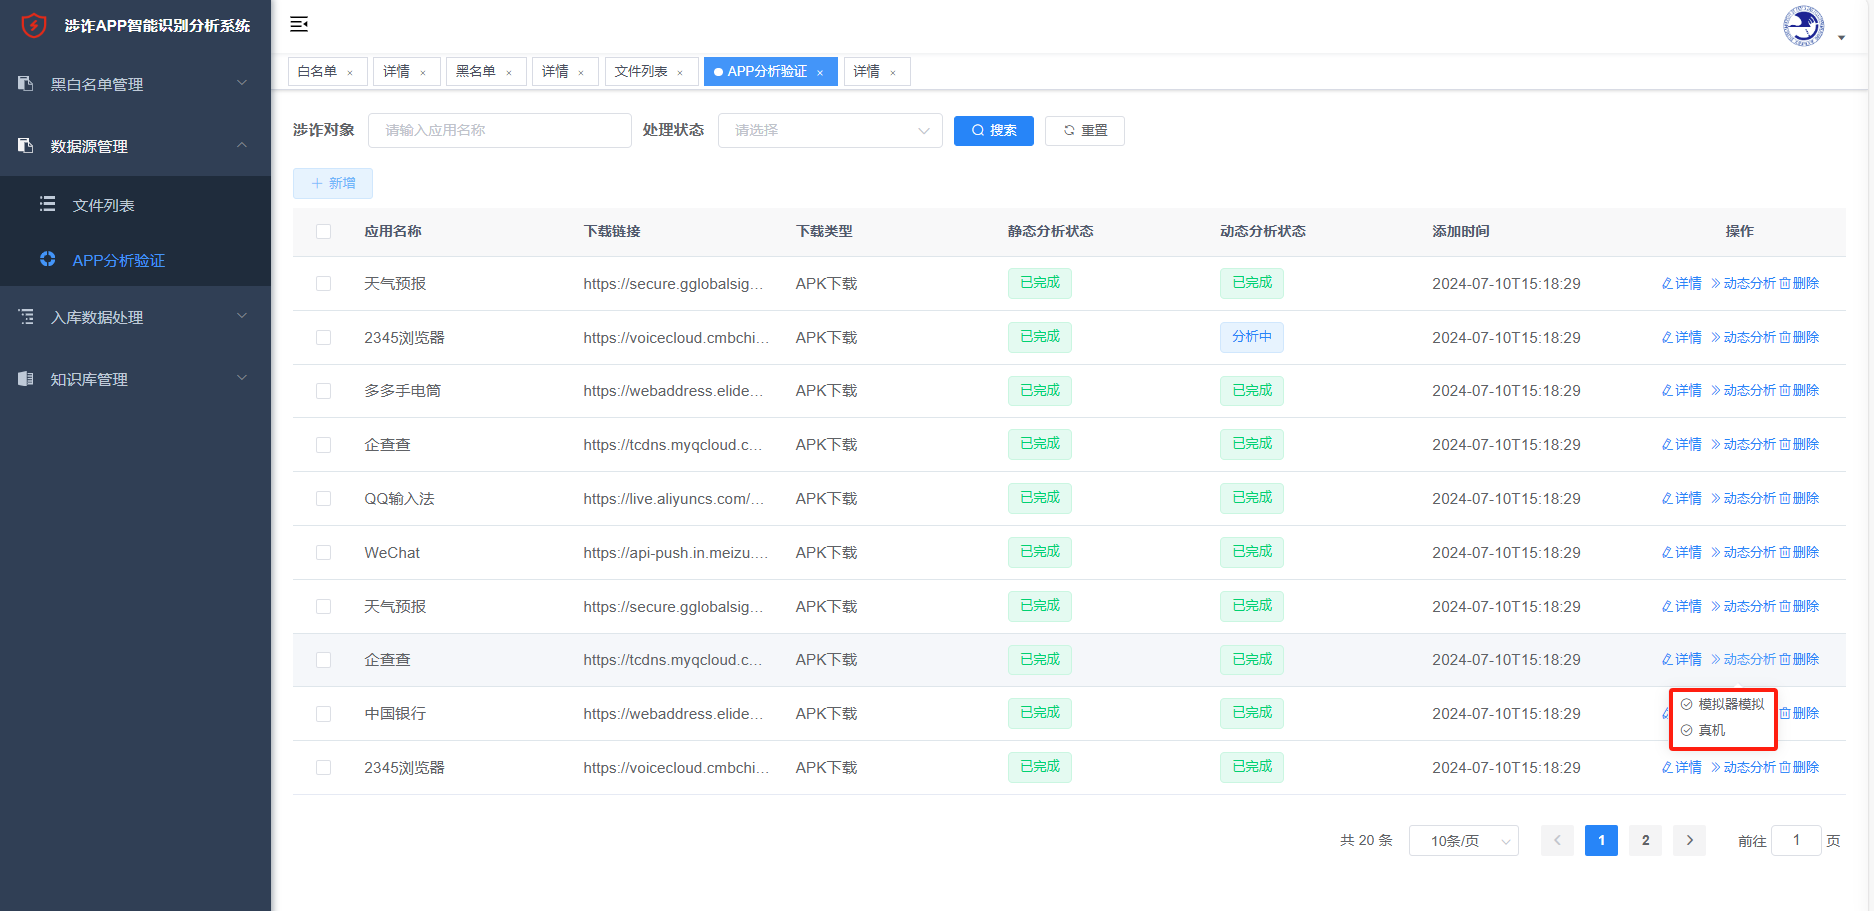 涉诈APP智能识别分析系统
黑白名单管理
数据源管理
文件列表
APP分析验证
入库数据处理
知识库管理
白名单 × 详情 × 黑名单 × 详情 × 文件列表 × APP分析验证 × 详情 ×
涉诈对象 请输入应用名称 处理状态 请选择 搜索 重置
+ 新增
应用名称 下载链接 下载类型 静态分析状态 动态分析状态 添加时间 操作
天气预报 https://secure.gglobalsig... APK下载 已完成 已完成 2024-07-10T15:18:29 详情 动态分析 删除
2345浏览器 https://voicecloud.cmbchi... APK下载 已完成 分析中 2024-07-10T15:18:29 详情 动态分析 删除
多多手电筒 https://webaddress.elide... APK下载 已完成 已完成 2024-07-10T15:18:29 详情 动态分析 删除
企查查 https://tcdns.myqcloud.c... APK下载 已完成 已完成 2024-07-10T15:18:29 详情 动态分析 删除
QQ输入法 https://live.aliyuncs.com/... APK下载 已完成 已完成 2024-07-10T15:18:29 详情 动态分析 删除
WeChat https://api-push.in.meizu.... APK下载 已完成 已完成 2024-07-10T15:18:29 详情 动态分析 删除
天气预报 https://secure.gglobalsig... APK下载 已完成 已完成 2024-07-10T15:18:29 详情 动态分析 删除
企查查 https://tcdns.myqcloud.c... APK下载 已完成 已完成 2024-07-10T15:18:29 详情 动态分析 删除
中国银行 https://webaddress.elide... APK下载 已完成 已完成 2024-07-10T15:18:29 删除
模拟器模拟
真机
2345浏览器 https://voicecloud.cmbchi... APK下载 已完成 已完成 2024-07-10T15:18:29 详情 动态分析 删除
共 20 条 10条/页 1 2 前往 1 页